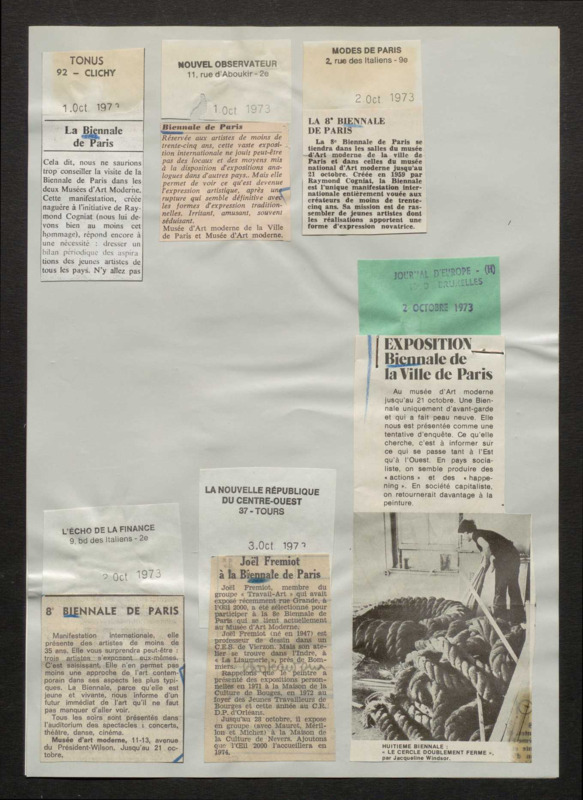 TONUS
92 – CLICHY
1.Oct 1973
La Biennale
de Paris
Cela dit, nous ne saurions
trop conseiller la visite de la
Biennale de Paris dans les
deux Musées d'Art Moderne.
Cette manifestation, créée
naguère à l'initiative de Ray-
mond Cogniat (nous lui de-
vons bien au moins cet
hommage), répond encore à
une nécessité : dresser un
bilan périodique des aspira-
tions des jeunes artistes de
tous les pays. N'y allez pas
NOUVEL OBSERVATEUR
11, rue d'Aboukir - 2e
1 Oct 1973
Biennale de Paris
Réservée aux artistes de moins de
trente-cinq ans, cette vaste exposi-
tion internationale ne jouit peut-être
pas des locaux et des moyens mis
à la disposition d'expositions ana-
logues dans d'autres pays.. Mais elle
permet de voir ce qu'est devenue
l'expression artistique, après une
rupture qui semble définitive avec
les formes d'expression tradition-
nelles. Irritant, amusant, souvent
séduisant.
Musée d'Art moderne de la Ville
de Paris et Musée d'Art moderne.
MODES DE PARIS
2, rue des Italiens - 9e
2 Oct 1973
LA 8e BIENNALE
DE PARIS
La 8e Biennale de Paris se
tiendra dans les salles du musée
d'Art moderne de la ville de
Paris et dans celles du musée
national d'Art moderne jusqu'au
21 octobre. Créée en 1959 par
Raymond Cogniat, la Biennale
est l'unique manifestation inter-
nationale entièrement vouée aux
créateurs de moins de trente-
cinq ans. Sa mission est de ras-
sembler de jeunes artistes dont
les réalisations apportent une
forme d'expression novatrice.
JOURNAL D'EUROPE - (H)
BRUXELLES
2 OCTOBRE 1973
EXPOSITION
Biennale de
la Ville de Paris
Au musée d'Art moderne
jusqu'au 21 octobre. Une Bien-
nale uniquement d'avant-garde
et qui a fait peau neuve. Elle
nous est présentée comme une
tentative d'enquête. Ce qu'elle
cherche, c'est à informer sur
ce qui se passe tant à l'Est
qu'à l'Ouest. En pays socia-
liste, on semble produire des
« actions » et des « happe-
ning ». En société capitaliste,
on retournerait davantage à la
peinture.
HUITIEME BIENNALE :
« LE CERCLE DOUBLEMENT FERME »,
par Jacqueline Windsor.
L'ÉCHO DE LA FINANCE
9, bd des Italiens - 2e
2 Oct 1973
8e BIENNALE DE PARIS
Manifestation internationale, elle
présente des artistes de moins de
35 ans. Elle vous surprendra peut-être :
trois artistes s'exposent eux-mêmes.
C'est saisissant. Elle n'en permet pas
moins une approche de l'art contem-
porain dans ses aspects les plus typi-
ques. La Biennale, parce qu'elle est
jeune et vivante, nous informe d'un
futur immédiat de l'art qu'il ne faut
pas manquer d'aller voir.
Tous les soirs sont présentés dans
l'auditorium des spectacles : concerts,
théâtre, danse, cinéma.
Musée d'art moderne, 11-13, avenue
du Président-Wilson. Jusqu'au 21 oc-
tobre.
LA NOUVELLE RÉPUBLIQUE
DU CENTRE-OUEST
37 - TOURS
3.Oct 1973
Joël Fremiot
à la Biennale de Paris
Joël Fremiot, membre du
groupe « Travail-Art » qui avait
exposé récemment rue Grande, à
l'Œil 2000, a été sélectionné pour
participer à la 8e Biennale de
Paris qui se tient actuellement
au Musée d'Art Moderne.
Joël Fremiot (né en 1947) est
professeur de dessin dans un
C.E.S. de Vierzon. Mais son ate-
lier se trouve dans l'Indre, à
« La Liaumerie », près de Bom-
miers.
Rappelons que le peintre a
présenté des expositions person-
nelles en 1971 à la Maison de la
Culture de Bourges, en 1972 au
foyer des Jeunes Travailleurs de
Bourges et cette année au C.R.
D.P. d'Orléans.
Jusqu'au 28 octobre, il expose
en groupe (avec Mauret, Méril-
lon et Michot) à la Maison de
la Culture de Nevers. Ajoutons
que l'Œil 2000 l'accueillera en
1974.